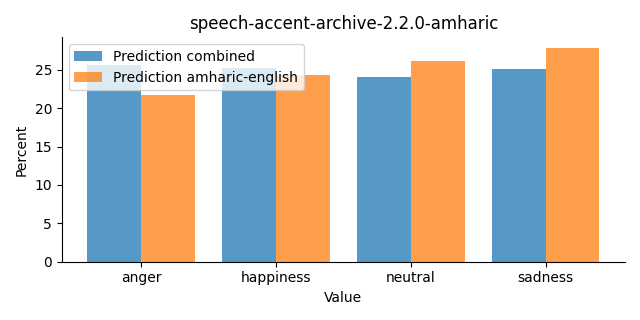 speech-accent-archive-2.2.0-amharic
Prediction combined
Prediction amharic-english
Percent
25
20
15
10
5
0
anger happiness neutral sadness
Value